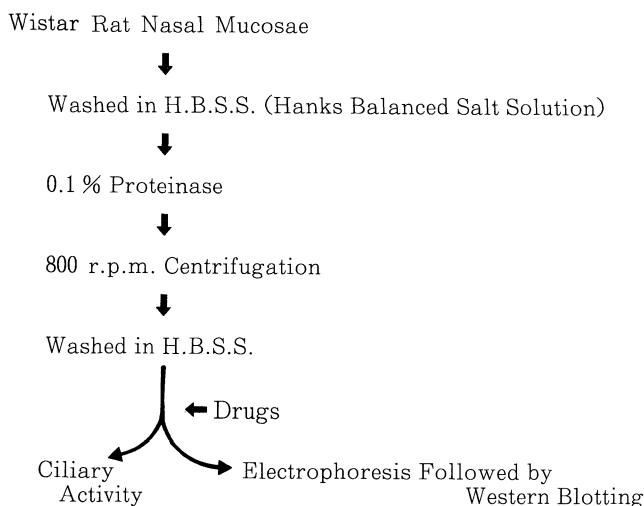 Wistar Rat Nasal Mucosae
Washed in H.B.S.S. (Hanks Balanced Salt Solution)
0.1 % Proteinase
800 r.p.m. Centrifugation
Washed in H.B.S.S.
Drugs
Ciliary
Activity
Electrophoresis Followed by
Western Blotting